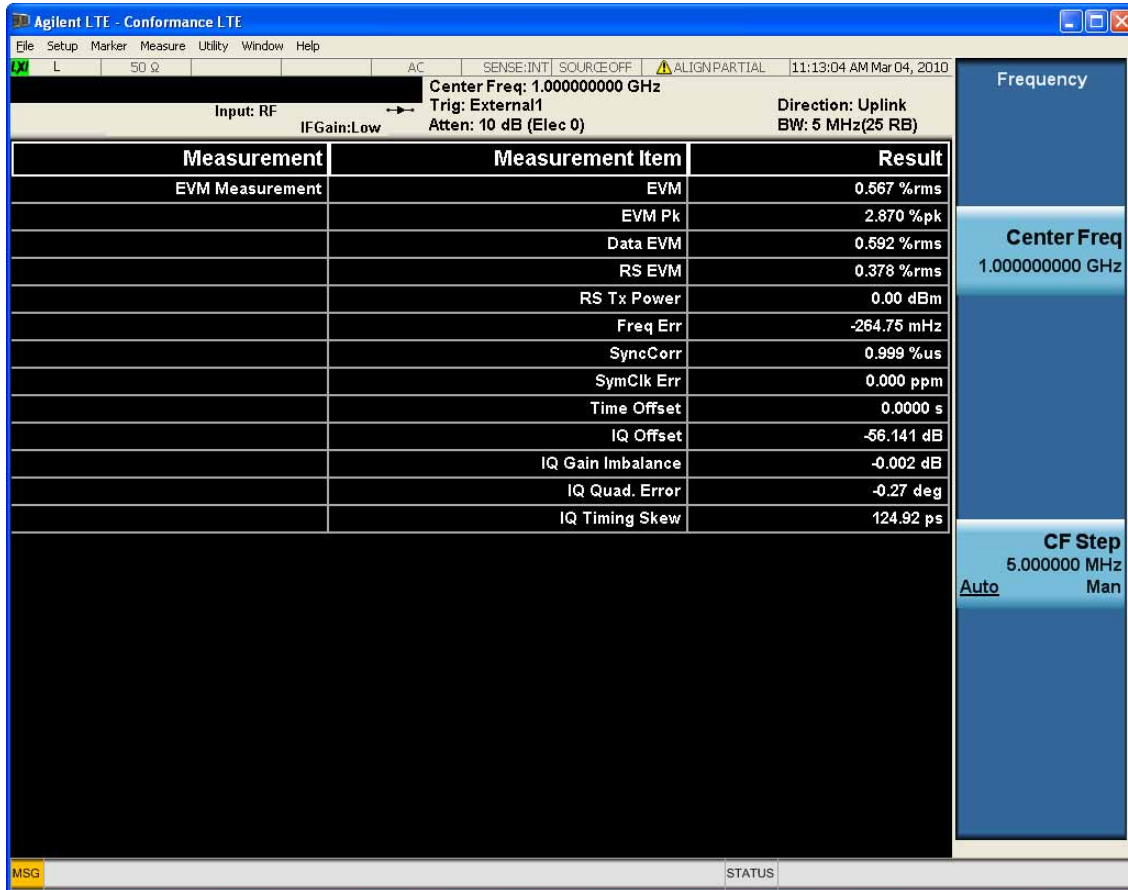 Agilent LTE - Conformance LTE
File Setup Marker Measure Utility Window Help
LXI L 50 Ω AC SENSE:INT SOURCE OFF ALIGN PARTIAL 11:13:04 AM Mar 04, 2010
Center Freq: 1.000000000 GHz
Input: RF Trig: External1 Direction: Uplink
IFGain:Low Atten: 10 dB (Elec 0) BW: 5 MHz(25 RB)
Measurement Measurement Item Result
EVM Measurement EVM 0.567 %rms
EVM Pk 2.870 %pk
Data EVM 0.592 %rms
RS EVM 0.378 %rms
RS Tx Power 0.00 dBm
Freq Err -264.75 mHz
SyncCorr 0.999 %us
SymClk Err 0.000 ppm
Time Offset 0.0000 s
IQ Offset -56.141 dB
IQ Gain Imbalance -0.002 dB
IQ Quad. Error -0.27 deg
IQ Timing Skew 124.92 ps
Frequency
Center Freq
1.000000000 GHz
CF Step
5.000000 MHz
Auto Man
MSG STATUS